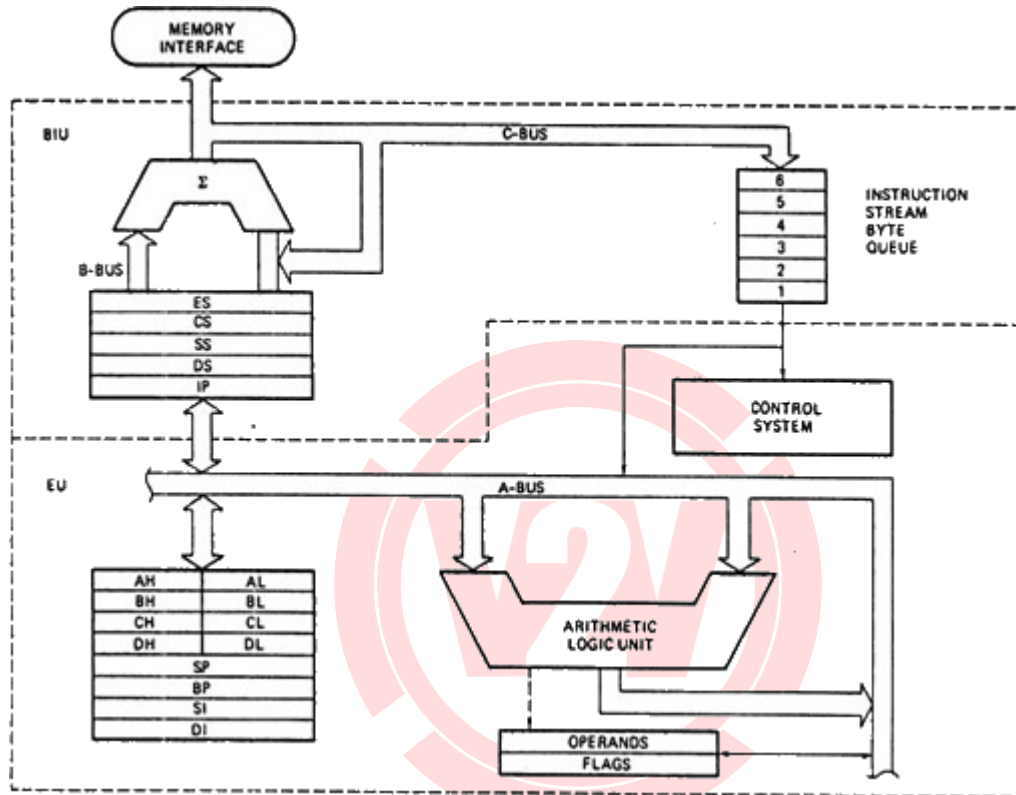 MEMORY
INTERFACE
BIU
C-BUS
Σ
6
5
4
3
2
1
INSTRUCTION
STREAM
BYTE
QUEUE
B-BUS
ES
CS
SS
DS
IP
CONTROL
SYSTEM
EU
A-BUS
AH AL
BH BL
CH CL
DH DL
SP
BP
SI
DI
ARITHMETIC
LOGIC UNIT
OPERANDS
FLAGS
V2V